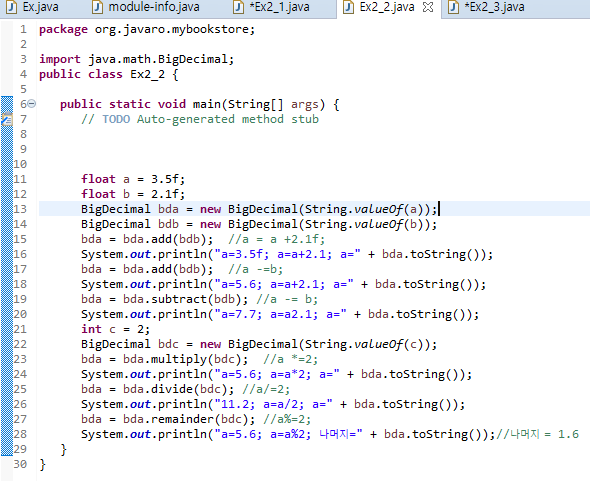 Ex.java module-info.java *Ex2_1.java Ex2_2.java *Ex2_3.java
1 package org.javaro.mybookstore;
2
3 import java.math.BigDecimal;
4 public class Ex2_2 {
5
6 public static void main(String[] args) {
7 // TODO Auto-generated method stub
8
9
10
11 float a = 3.5f;
12 float b = 2.1f;
13 BigDecimal bda = new BigDecimal(String.valueOf(a));
14 BigDecimal bdb = new BigDecimal(String.valueOf(b));
15 bda = bda.add(bdb); //a = a +2.1f;
16 System.out.println("a=3.5f; a=a+2.1; a=" + bda.toString());
17 bda = bda.add(bdb); //a -=b;
18 System.out.println("a=5.6; a=a+2.1; a=" + bda.toString());
19 bda = bda.subtract(bdb); //a -= b;
20 System.out.println("a=7.7; a=a2.1; a=" + bda.toString());
21 int c = 2;
22 BigDecimal bdc = new BigDecimal(String.valueOf(c));
23 bda = bda.multiply(bdc); //a *=2;
24 System.out.println("a=5.6; a=a*2; a=" + bda.toString());
25 bda = bda.divide(bdc); //a/=2;
26 System.out.println("11.2; a=a/2; a=" + bda.toString());
27 bda = bda.remainder(bdc); //a%=2;
28 System.out.println("a=5.6; a=a%2; 나머지=" + bda.toString());//나머지 = 1.6
29 }
30 }